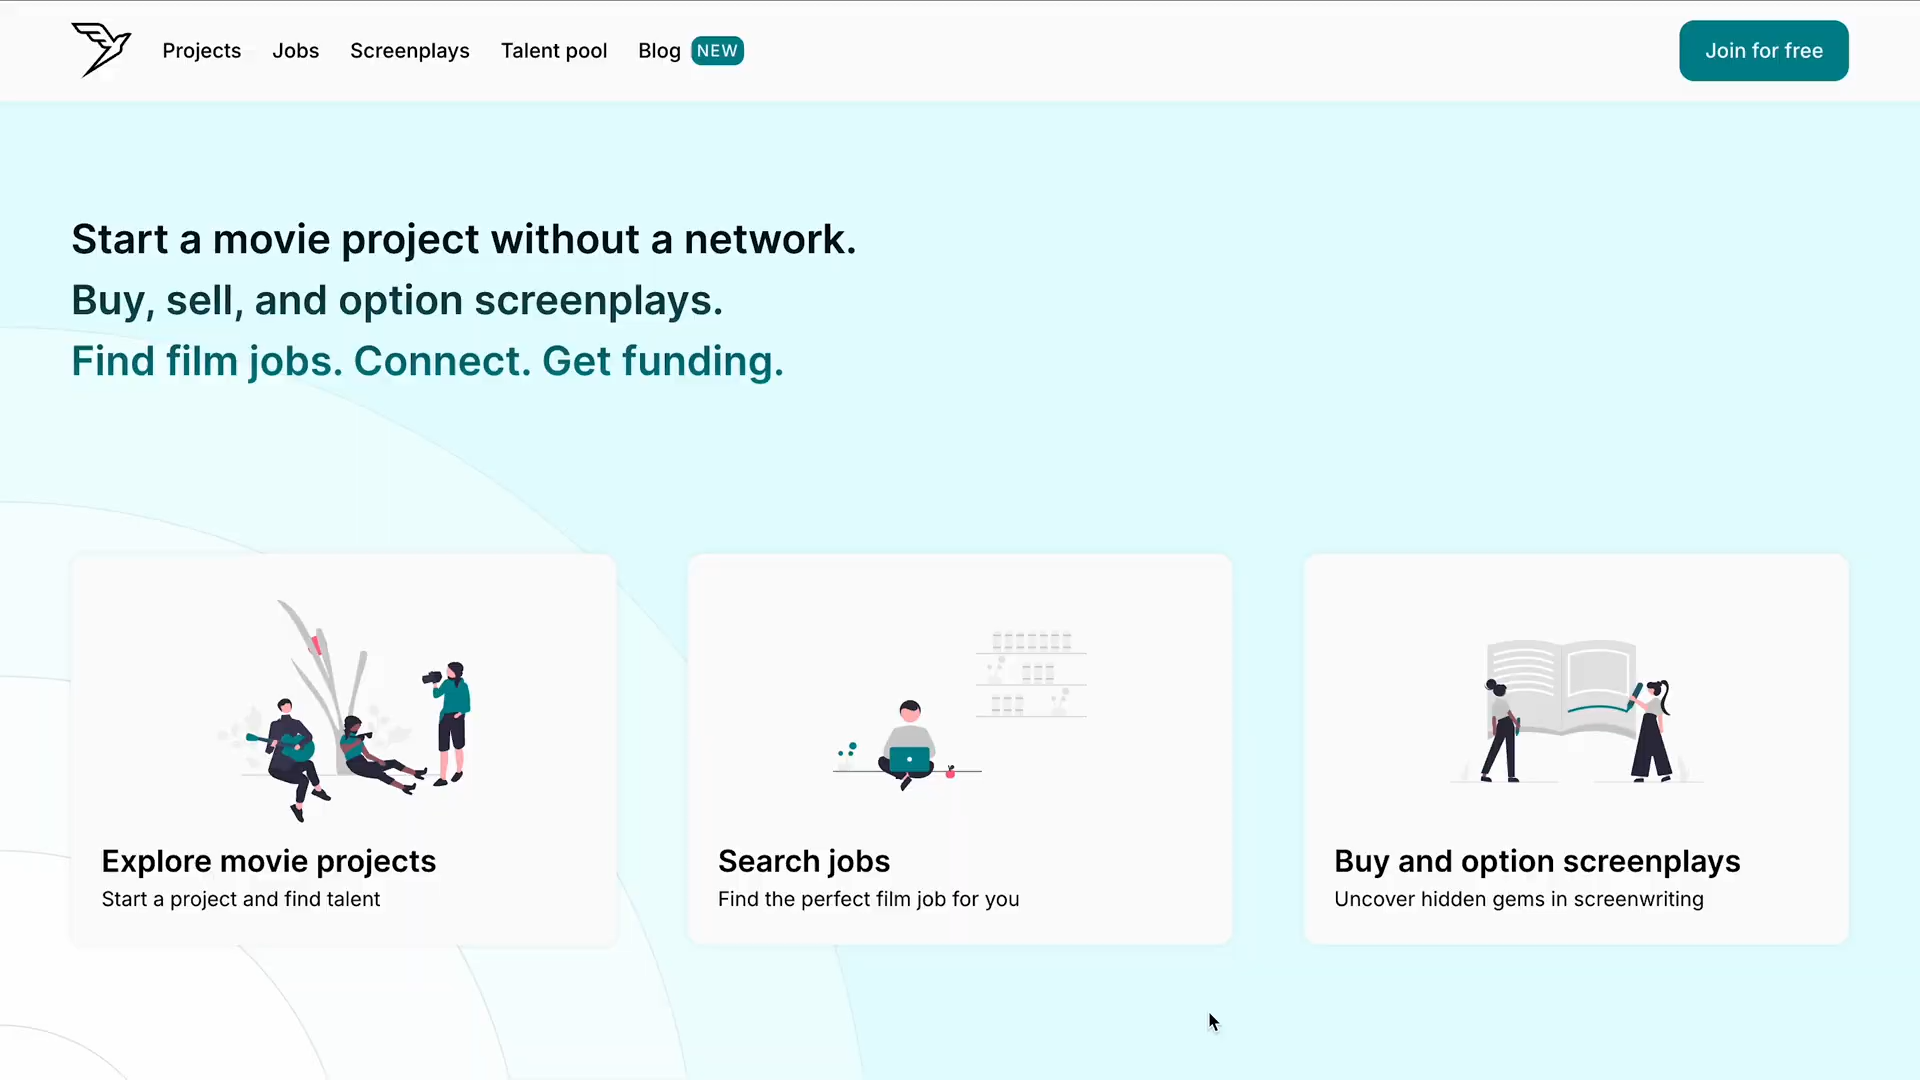 Projects Jobs Screenplays Talent pool Blog NEW Join for free
Start a movie project without a network.
Buy, sell, and option screenplays.
Find film jobs. Connect. Get funding.
Explore movie projects
Start a project and find talent
Search jobs
Find the perfect film job for you
Buy and option screenplays
Uncover hidden gems in screenwriting